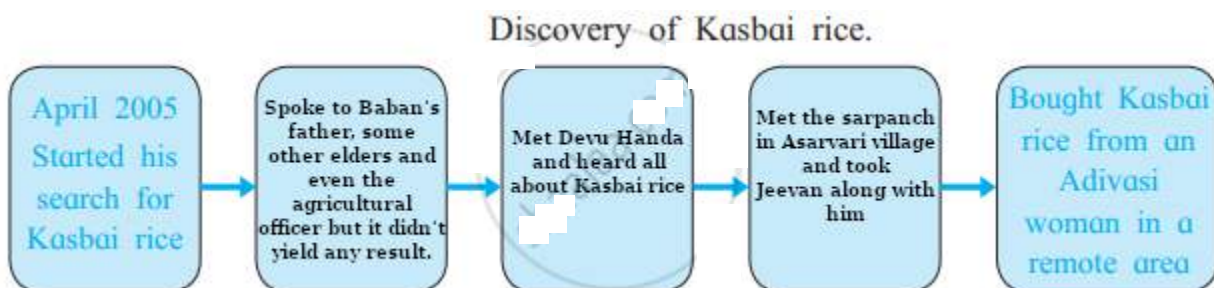 Discovery of Kasbai rice.
April 2005
Started his
search for
Kasbai rice
Spoke to Baban's
father, some
other elders and
even the
agricultural
officer but it didn't
yield any result.
Met Devu Handa
and heard all
about Kasbai rice
Met the sarpanch
in Asarvari village
and took
Jeevan along with
him
Bought Kasbai
rice from an
Adivasi
woman in a
remote area